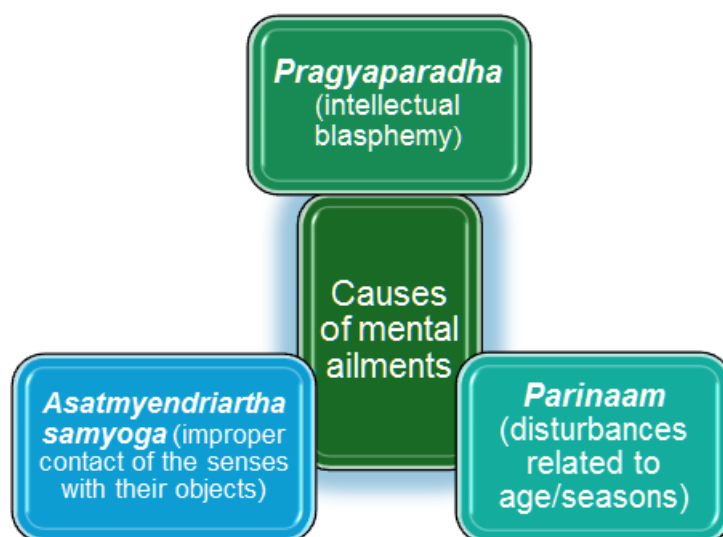 Pragyaparadha
(intellectual
blasphemy)
Causes
of mental
ailments
Asatmyendriartha
samyoga (improper
contact of the senses
with their objects)
Parinaam
(disturbances
related to
age/seasons)